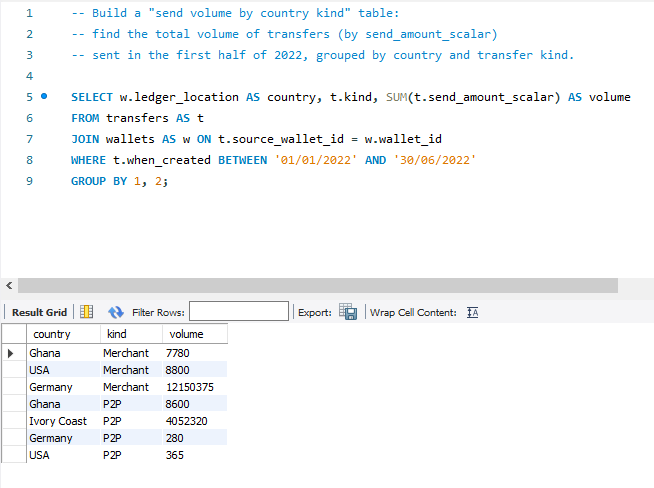 1 -- Build a "send volume by country kind" table:
2 -- find the total volume of transfers (by send_amount_scalar)
3 -- sent in the first half of 2022, grouped by country and transfer kind.
4
5 SELECT w.ledger_location AS country, t.kind, SUM(t.send_amount_scalar) AS volume
6 FROM transfers AS t
7 JOIN wallets AS w ON t.source_wallet_id = w.wallet_id
8 WHERE t.when_created BETWEEN '01/01/2022' AND '30/06/2022'
9 GROUP BY 1, 2;
Result Grid Filter Rows: Export: Wrap Cell Content: IA
country kind volume
Ghana Merchant 7780
USA Merchant 8800
Germany Merchant 12150375
Ghana P2P 8600
Ivory Coast P2P 4052320
Germany P2P 280
USA P2P 365